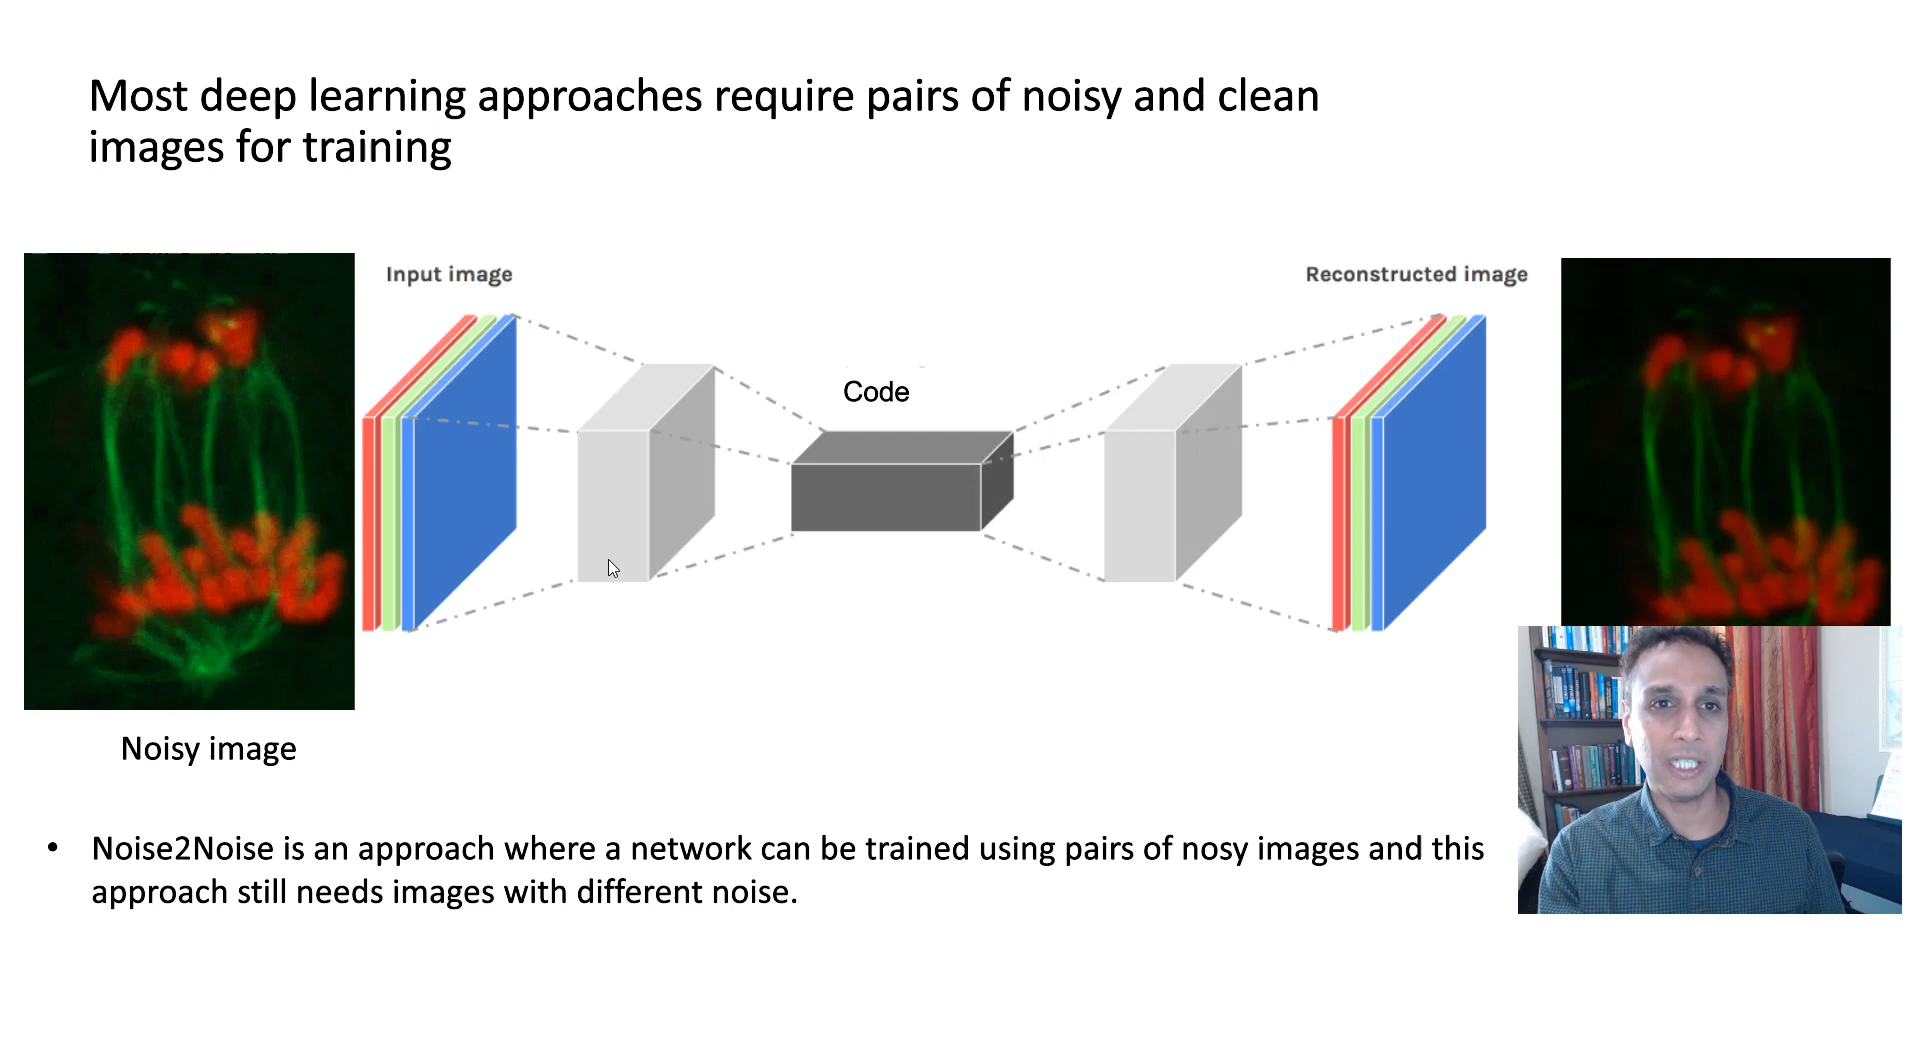 Most deep learning approaches require pairs of noisy and clean
images for training
Input image
Reconstructed image
Code
Noisy image
• Noise2Noise is an approach where a network can be trained using pairs of nosy images and this
approach still needs images with different noise.